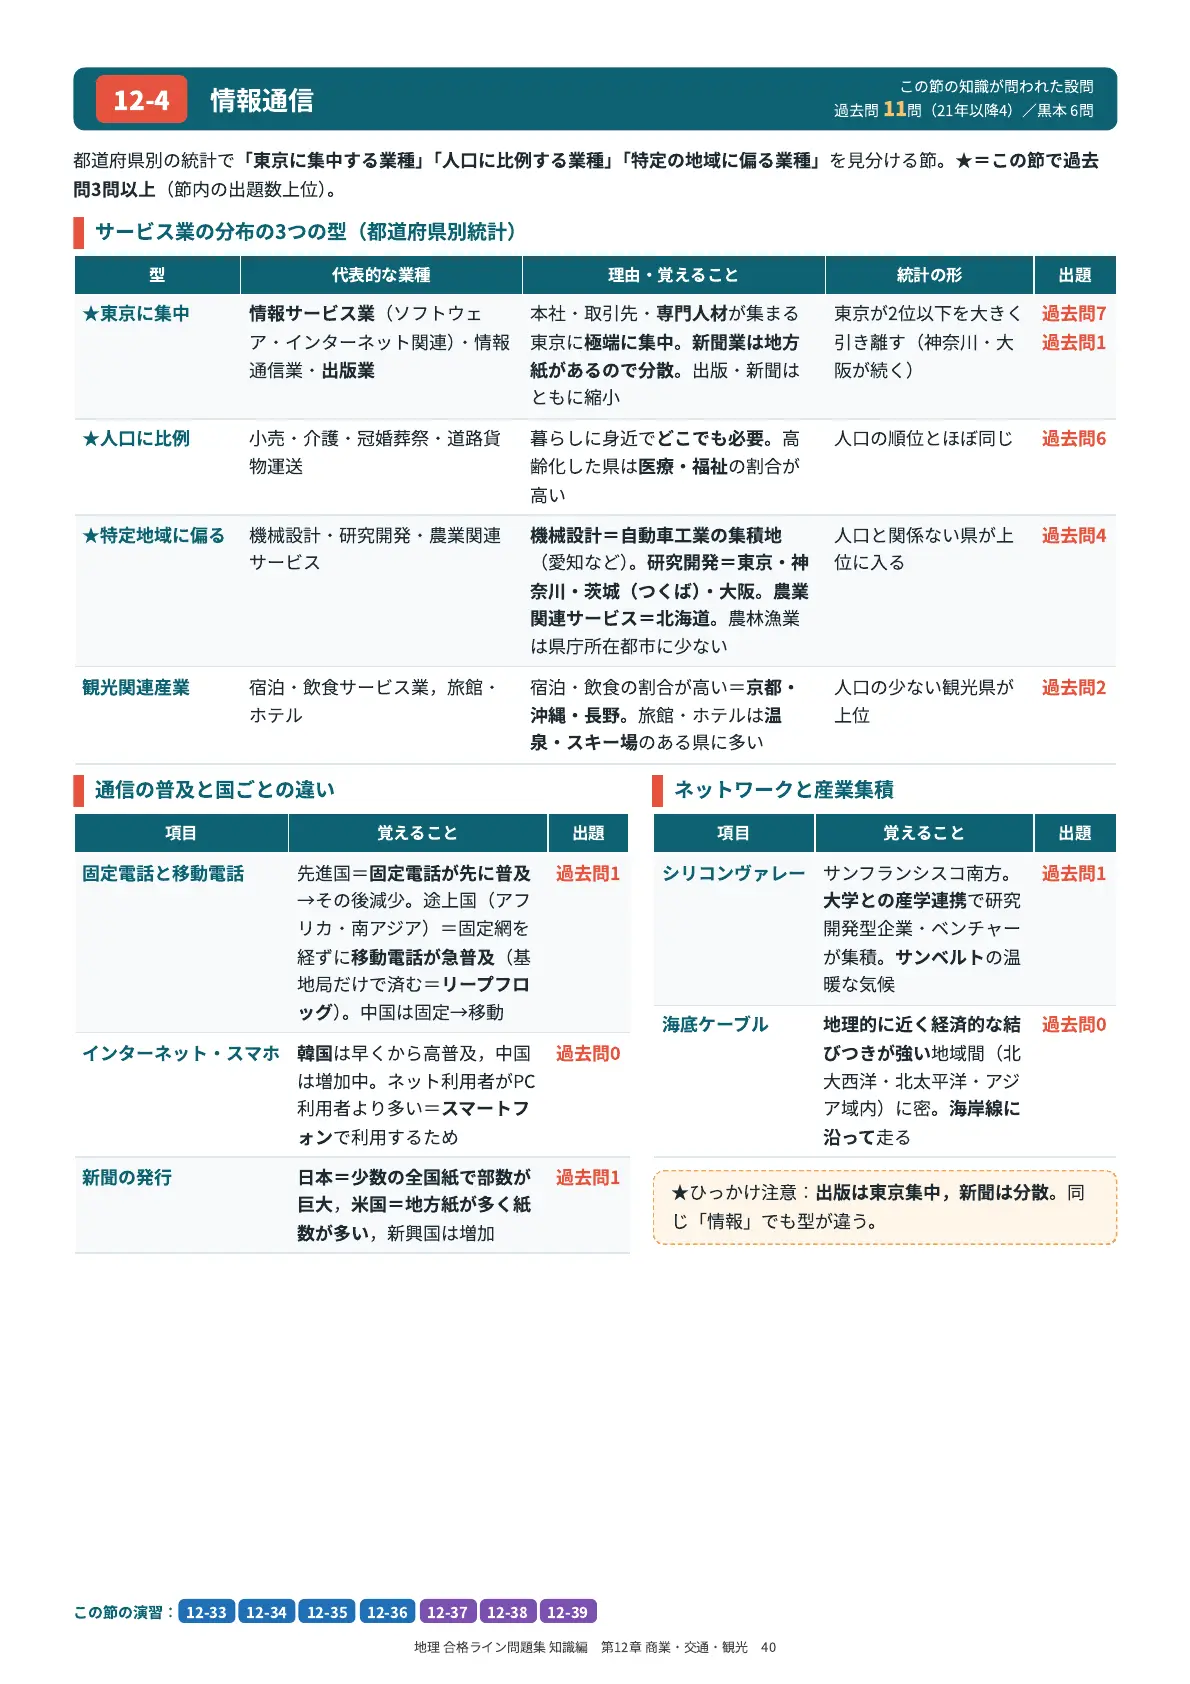 12-4 情報通信
この節の知識が問われた設問
過去問 11問（21年以降4）／黒本 6問
都道府県別の統計で「東京に集中する業種」「人口に比例する業種」「特定の地域に偏る業種」を見分ける節。★＝この節で過去
問3問以上（節内の出題数上位）。
サービス業の分布の3つの型（都道府県別統計）
型 代表的な業種 理由・覚えること 統計の形 出題
★東京に集中
情報サービス業（ソフトウェ
ア・インターネット関連）・情報
通信業・出版業
本社・取引先・専門人材が集まる
東京に極端に集中。新聞業は地方
紙があるので分散。出版・新聞は
ともに縮小
東京が2位以下を大きく
引き離す（神奈川・大
阪が続く）
過去問7
過去問1
★人口に比例
小売・介護・冠婚葬祭・道路貨
物運送
暮らしに身近でどこでも必要。高
齢化した県は医療・福祉の割合が
高い
人口の順位とほぼ同じ
過去問6
★特定地域に偏る
機械設計・研究開発・農業関連
サービス
機械設計＝自動車工業の集積地
（愛知など）。研究開発＝東京・神
奈川・茨城（つくば）・大阪。農業
関連サービス＝北海道。農林漁業
は県庁所在都市に少ない
人口と関係ない県が上
位に入る
過去問4
観光関連産業
宿泊・飲食サービス業，旅館・
ホテル
宿泊・飲食の割合が高い＝京都・
沖縄・長野。旅館・ホテルは温
泉・スキー場のある県に多い
人口の少ない観光県が
上位
過去問2
通信の普及と国ごとの違い
項目 覚えること 出題
固定電話と移動電話
先進国＝固定電話が先に普及
→その後減少。途上国（アフ
リカ・南アジア）＝固定網を
経ずに移動電話が急普及（基
地局だけで済む＝リープフロ
ッグ）。中国は固定→移動
過去問1
インターネット・スマホ
韓国は早くから高普及，中国
は増加中。ネット利用者がPC
利用者より多い＝スマートフ
ォンで利用するため
過去問0
新聞の発行
日本＝少数の全国紙で部数が
巨大，米国＝地方紙が多く紙
数が多い，新興国は増加
過去問1
ネットワークと産業集積
項目 覚えること 出題
シリコンヴァレー
サンフランシスコ南方。
大学との産学連携で研究
開発型企業・ベンチャー
が集積。サンベルトの温
暖な気候
過去問1
海底ケーブル
地理的に近く経済的な結
びつきが強い地域間（北
大西洋・北太平洋・アジ
ア域内）に密。海岸線に
沿って走る
過去問0
★ひっかけ注意：出版は東京集中，新聞は分散。同
じ「情報」でも型が違う。
この節の演習： 12-33 12-34 12-35 12-36 12-37 12-38 12-39
地理 合格ライン問題集 知識編 第12章 商業・交通・観光 40